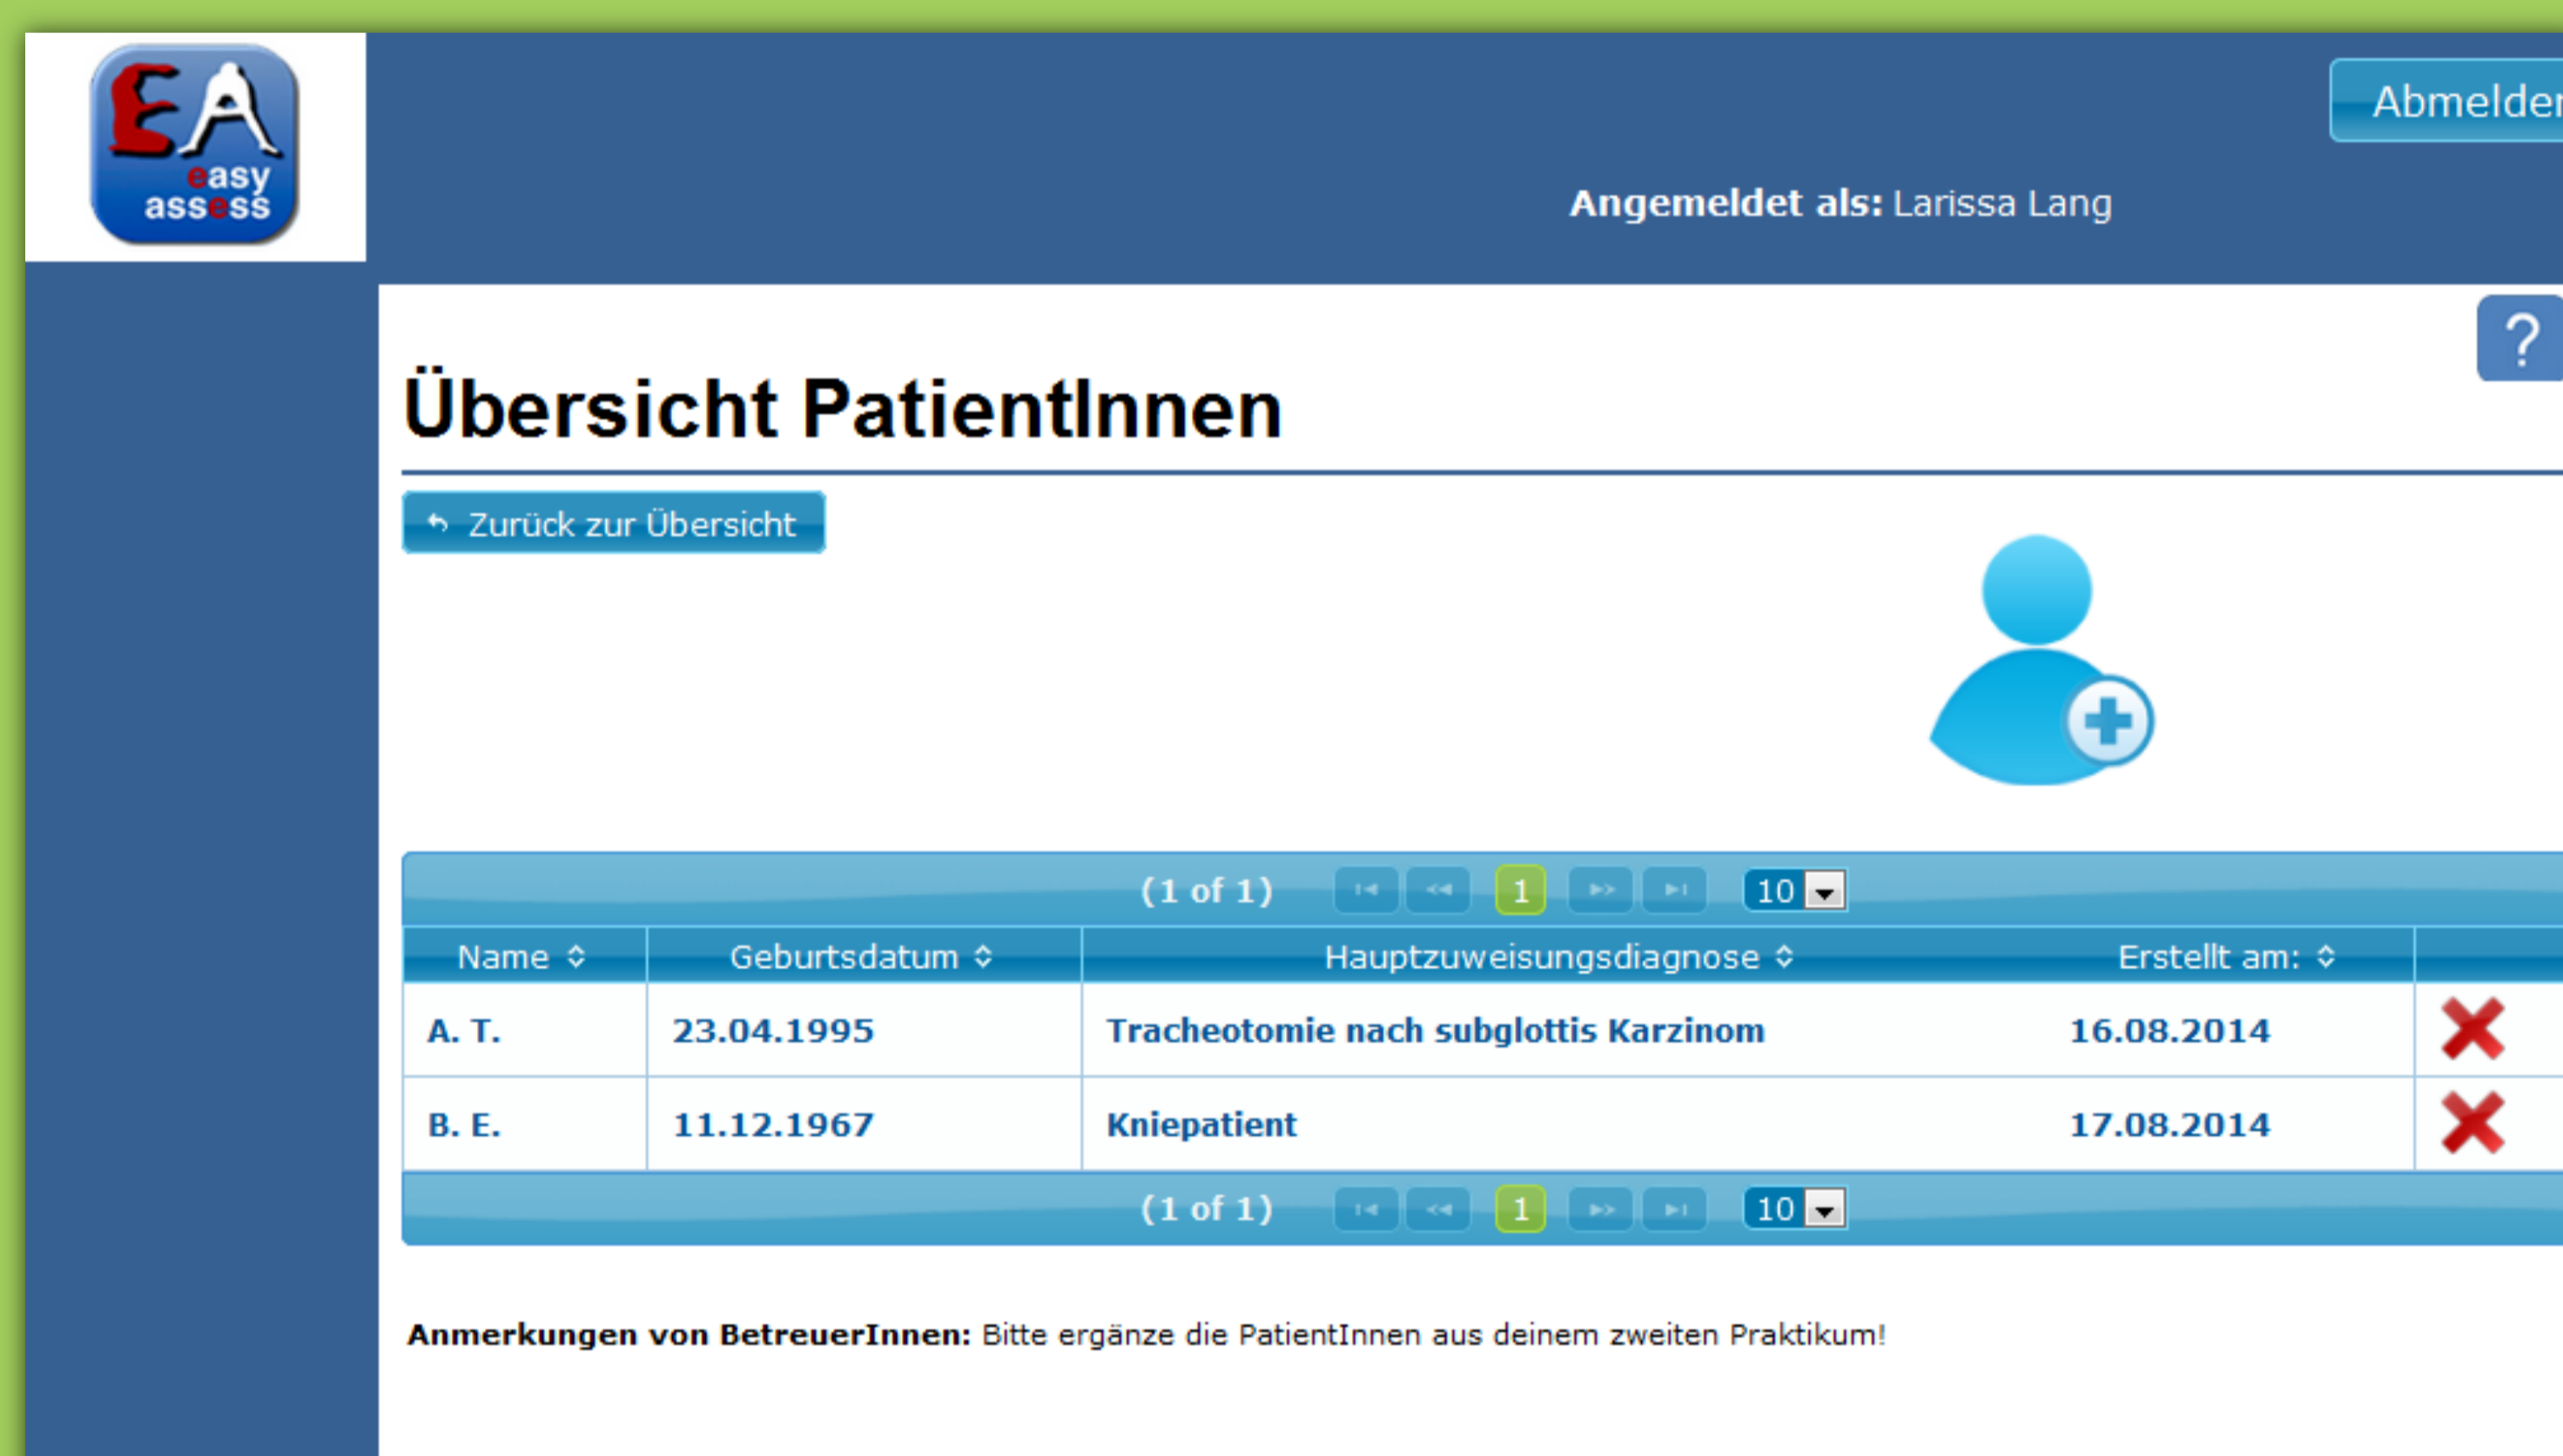 EA
easy
assess
Abmelden
Angemeldet als: Larissa Lang
?
Übersicht PatientInnen
Zurück zur Übersicht
(1 of 1) 1 10
Name Geburtsdatum Hauptzuweisungsdiagnose Erstellt am:
A. T. 23.04.1995 Tracheotomie nach subglottis Karzinom 16.08.2014
B. E. 11.12.1967 Kniepatient 17.08.2014
(1 of 1) 1 10
Anmerkungen von BetreuerInnen: Bitte ergänze die PatientInnen aus deinem zweiten Praktikum!